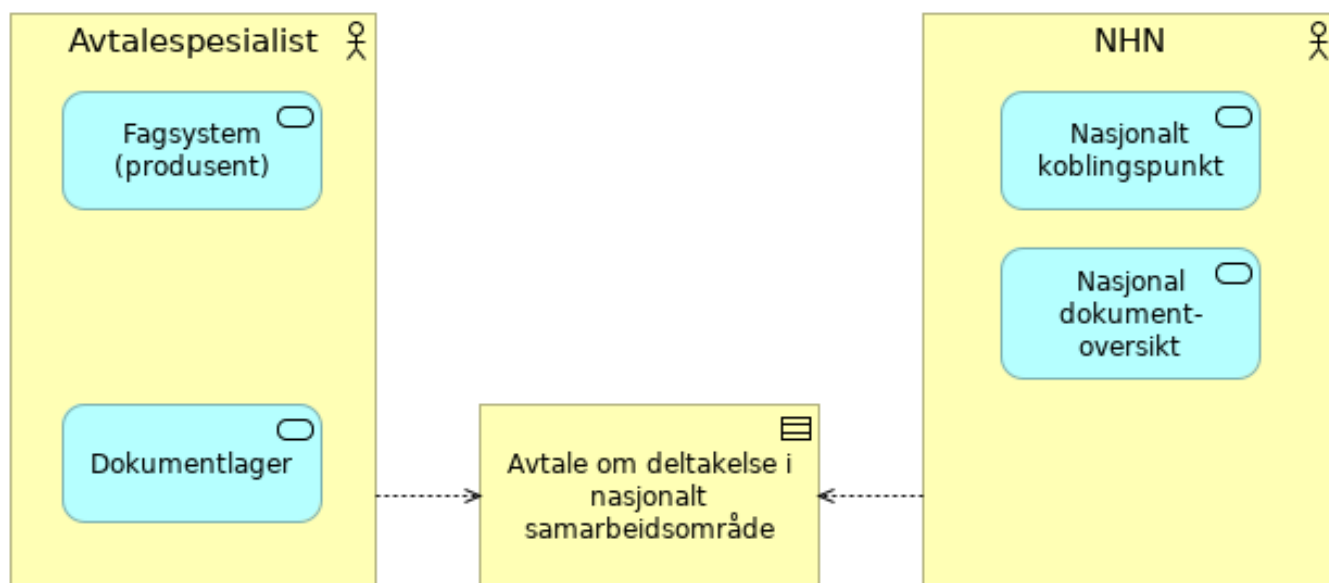 Avtalespesialist
Fagsystem
(produsent)
Dokumentlager
Avtale om deltakelse i
nasjonalt
samarbeidsområde
NHN
Nasjonalt
koblingspunkt
Nasjonal
dokument-
oversikt